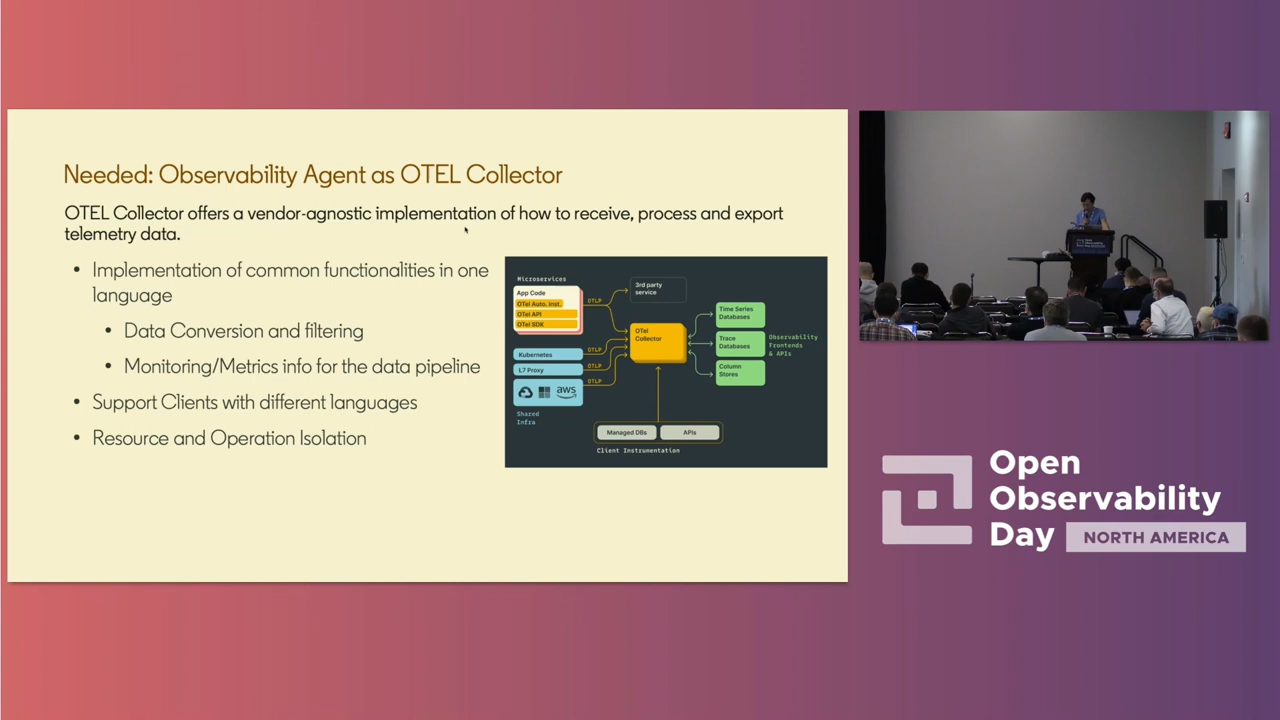 Needed: Observability Agent as OTEL Collector
OTEL Collector offers a vendor-agnostic implementation of how to receive, process and export
telemetry data.
• Implementation of common functionalities in one
language
• Data Conversion and filtering
• Monitoring/Metrics info for the data pipeline
• Support Clients with different languages
• Resource and Operation Isolation
Microservices
App Code
OTel Auto. Inst.
OTel API
OTel SDK
OTLP
3rd party
service
OTel
Collector
Kubernetes
OTLP
L7 Proxy
OTLP
aws
OTLP
Shared
Infra
Time Series
Databases
Trace
Databases
Column
Stores
Observability
Frontends
& APIs
Managed DBs
APIs
Client Instrumentation
Open
Observability
Day
NORTH AMERICA